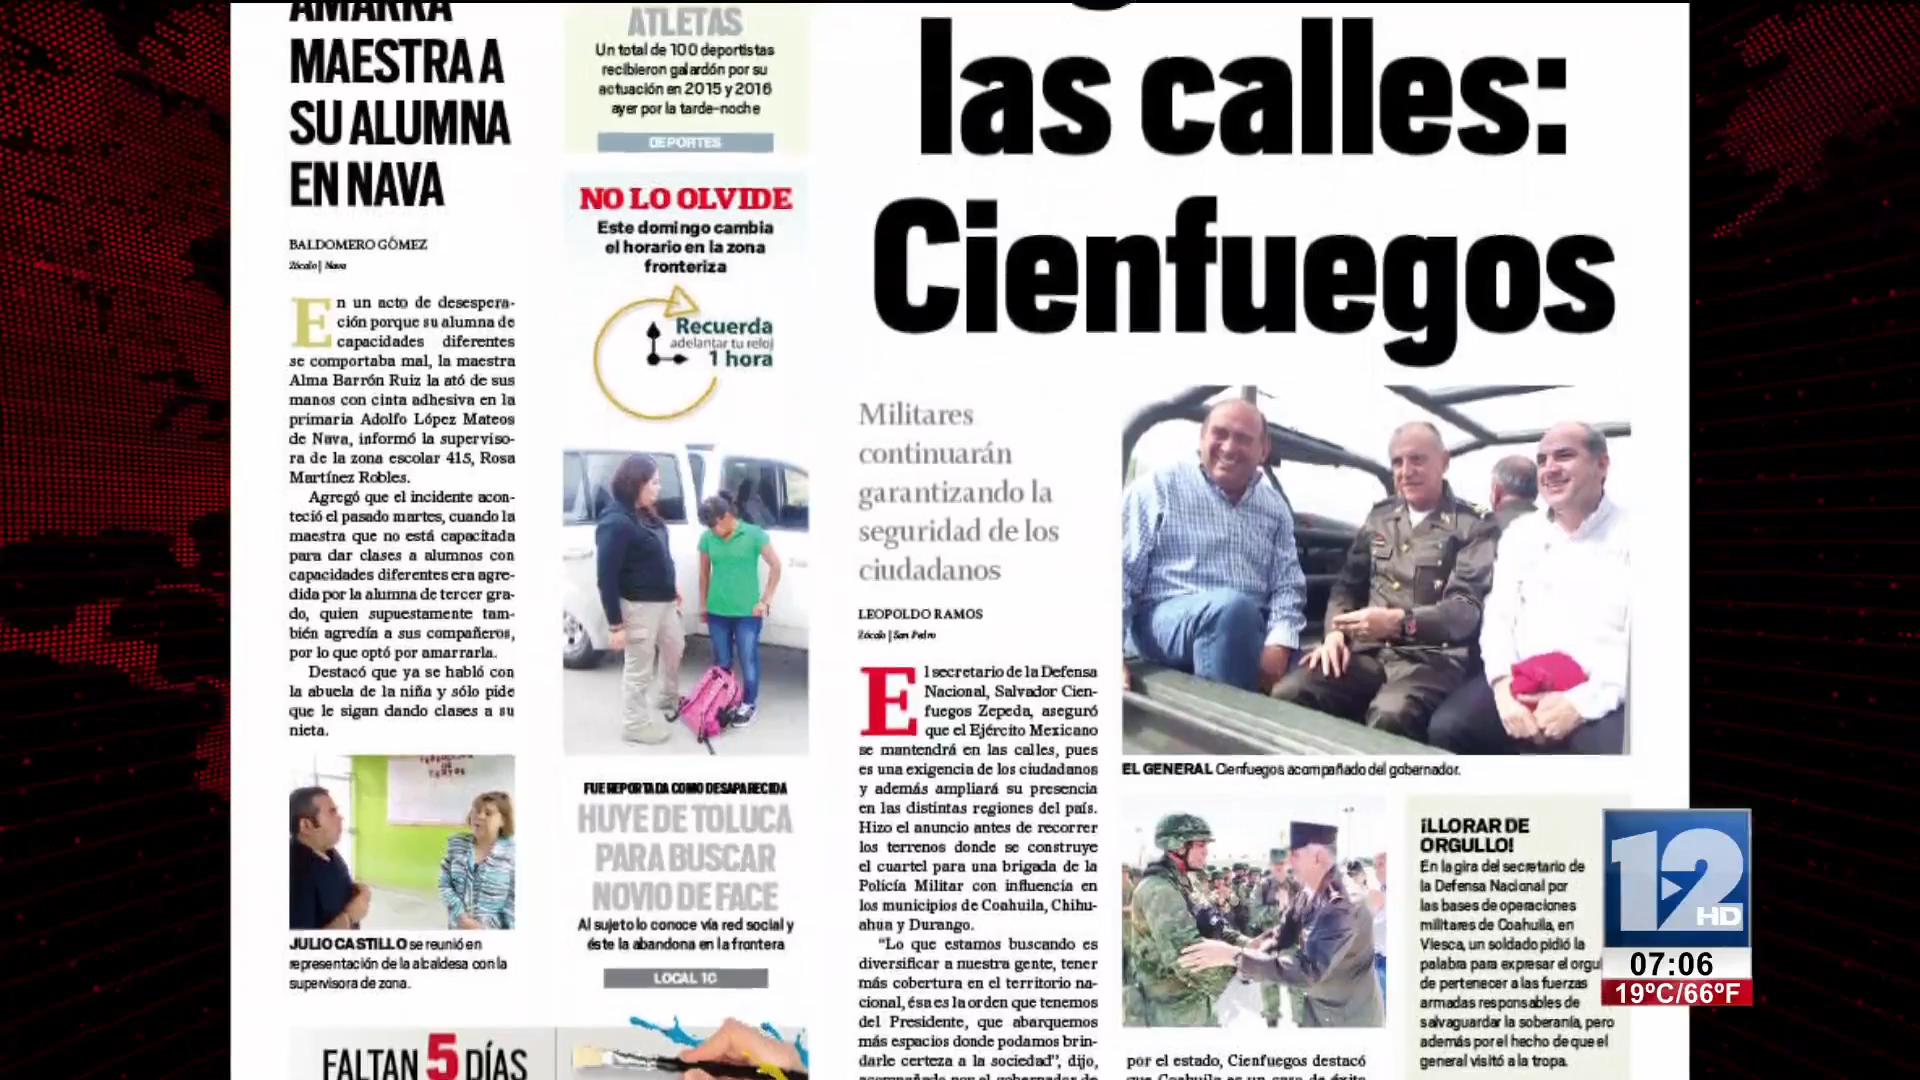 AMARRA
MAESTRA A
SU ALUMNA
EN NAVA
BALDOMERO GÓMEZ
Zócalo | Nava
En un acto de desespera-
ción porque su alumna de
capacidades diferentes
se comportaba mal, la maestra
Alma Barrón Ruiz la ató de sus
manos con cinta adhesiva en la
primaria Adolfo López Mateos
de Nava, informó la superviso-
ra de la zona escolar 415, Rosa
Martínez Robles.
Agregó que el incidente acon-
teció el pasado martes, cuando la
maestra que no está capacitada
para dar clases a alumnos con
capacidades diferentes era agre-
dida por la alumna de tercer gra-
do, quien supuestamente tam-
bién agredía a sus compañeros,
por lo que optó por amarrarla.
Destacó que ya se habló con
la abuela de la niña y sólo pide
que le sigan dando clases a su
nieta.
JULIO CASTILLO se reunió en
representación de la alcaldesa con la
supervisora de zona.
FALTAN 5 DÍAS
ATLETAS
Un total de 100 deportistas
recibieron galardón por su
actuación en 2015 y 2016
ayer por la tarde-noche
DEPORTES
NO LO OLVIDE
Este domingo cambia
el horario en la zona
fronteriza
Recuerda
adelantar tu reloj
1 hora
FUE REPORTADA COMO DESAPARECIDA
HUYE DE TOLUCA
PARA BUSCAR
NOVIO DE FACE
Al sujeto lo conoce vía red social y
éste la abandona en la frontera
LOCAL 1C
las calles:
Cienfuegos
Militares
continuarán
garantizando la
seguridad de los
ciudadanos
LEOPOLDO RAMOS
Zócalo | San Pedro
El secretario de la Defensa
Nacional, Salvador Cien-
fuegos Zepeda, aseguró
que el Ejército Mexicano
se mantendrá en las calles, pues
es una exigencia de los ciudadanos
y además ampliará su presencia
en las distintas regiones del país.
Hizo el anuncio antes de recorrer
los terrenos donde se construye
el cuartel para una brigada de la
Policía Militar con influencia en
los municipios de Coahuila, Chihu-
ahua y Durango.
"Lo que estamos buscando es
diversificar a nuestra gente, tener
más cobertura en el territorio na-
cional, ésa es la orden que tenemos
del Presidente, que abarquemos
más espacios donde podamos brin-
darle certeza a la sociedad", dijo,
acompañado por el gobernador de
EL GENERAL Cienfuegos acompañado del gobernador.
por el estado, Cienfuegos destacó
que Coahuila es un caso de éxito
¡LLORAR DE
ORGULLO!
En la gira del secretario de
la Defensa Nacional por
las bases de operaciones
militares de Coahuila, en
Viesca, un soldado pidió la
palabra para expresar el orgul
de pertenecer a las fuerzas
armadas responsables de
salvaguardar la soberanía, pero
además por el hecho de que el
general visitó a la tropa.
12
HD
07:06
19°C/66°F